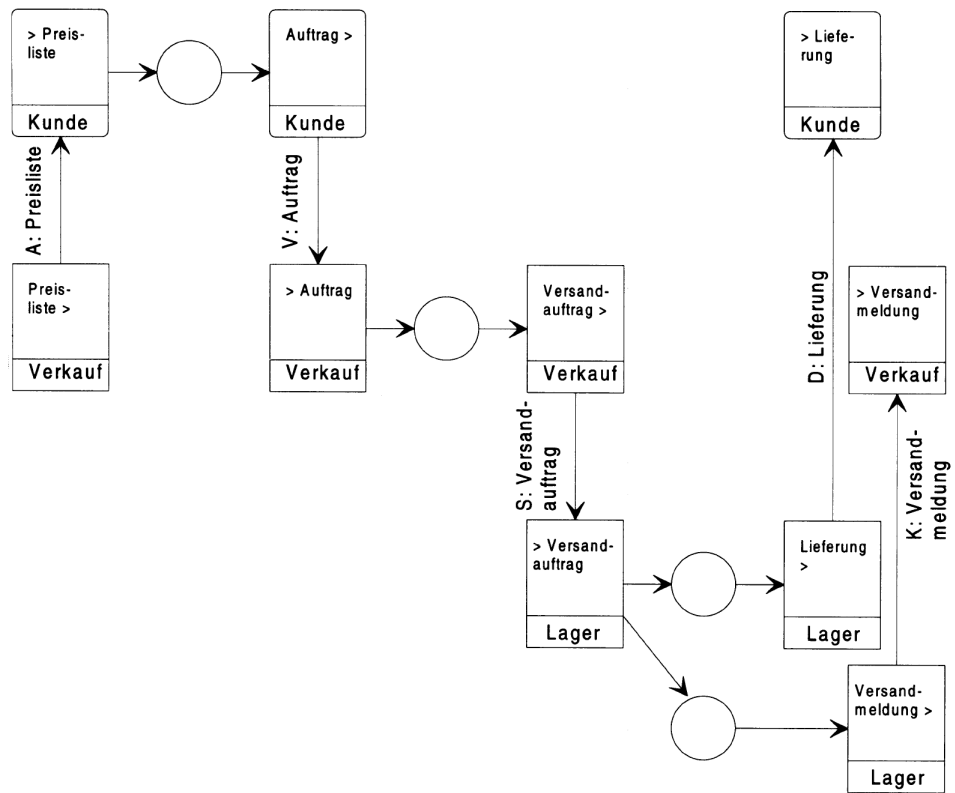 > Preis-
liste
Kunde
Auftrag >
Kunde
> Liefe-
rung
Kunde
A: Preisliste
V: Auftrag
Preis-
liste >
Verkauf
> Auftrag
Verkauf
Versand-
auftrag >
Verkauf
D: Lieferung
> Versand-
meldung
Verkauf
S: Versand-
auftrag
K: Versand-
meldung
> Versand-
auftrag
Lager
Lieferung
>
Lager
Versand-
meldung >
Lager